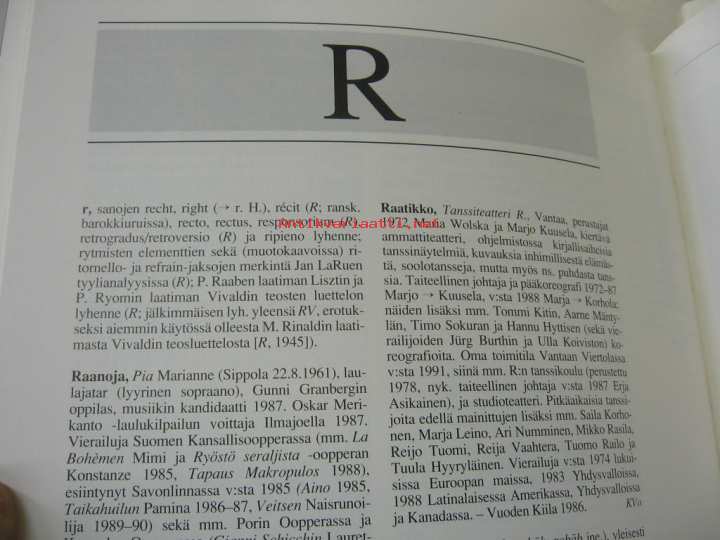 R
r, sanojen recht, right (→ r. H.), récit (R; ransk.
barokkiuruissa), recto, rectus, responsorium (R),
retrogradus/retroversio (R) ja ripieno lyhenne;
rytmisten elementtien sekä (muotokaavoissa) ri-
tornello- ja refrain-jaksojen merkintä Jan LaRuen
tyylianalyysissa (R); P. Raaben laatiman Lisztin ja
P. Ryomin laatiman Vivaldin teosten luettelon
lyhenne (R; jälkimmäisen lyh. yleensä RV, erotuk-
seksi aiemmin käytössä olleesta M. Rinaldin laati-
masta Vivaldin teosluettelosta [R, 1945]).
Raanoja, Pia Marianne (Sippola 22.8.1961), lau-
lajatar (lyyrinen sopraano), Gunni Granbergin
oppilas, musiikin kandidaatti 1987. Oskar Meri-
kanto -laulukilpailun voittaja Ilmajoella 1987.
Vierailuja Suomen Kansallisoopperassa (mm. La
Bohèmen Mimi ja Ryöstö seraljista -oopperan
Konstanze 1985, Tapaus Makropulos 1988),
esiintynyt Savonlinnassa v:sta 1985 (Aino 1985,
Taikahuilun Pamina 1986–87, Veitsen Naisrunoi-
lija 1989–90) sekä mm. Porin Oopperassa ja
(Gianni Schicchin Lauret-
Raatikko, Tanssiteatteri R., Vantaa, perustajat
1972 Maria Wolska ja Marjo Kuusela, kiertävä
ammattiteatteri, ohjelmistossa kirjallisaiheisia
tanssinäytelmiä, kuvauksia inhimillisestä elämäs-
tä, soolotansseja, mutta myös ns. puhdasta tans-
sia. Taiteellinen johtaja ja pääkoreografi 1972–87
Marjo → Kuusela, v:sta 1988 Marja → Korhola;
näiden lisäksi mm. Tommi Kitin, Aarne Mänty-
län, Timo Sokuran ja Hannu Hyttisen (sekä vie-
railijoiden Jürg Burthin ja Ulla Koiviston) ko-
reografioita. Oma toimitila Vantaan Viertolassa
v:sta 1991, siinä mm. R:n tanssikoulu (perustettu
1978, nyk. taiteellinen johtaja v:sta 1987 Erja
Asikainen), ja studioteatteri. Pitkäaikaisia tanssi-
joita edellä mainittujen lisäksi mm. Saila Korho-
nen, Marja Leino, Ari Numminen, Mikko Rasila,
Reijo Tuomi, Reija Vaahtera, Tuomo Railo ja
Tuula Hyyryläinen. Vierailuja v:sta 1974 lukui-
sissa Euroopan maissa, 1983 Yhdysvalloissa,
1988 Latinalaisessa Amerikassa, Yhdysvalloissa
ja Kanadassa. – Vuoden Kiila 1986.
KVa
yleisesti